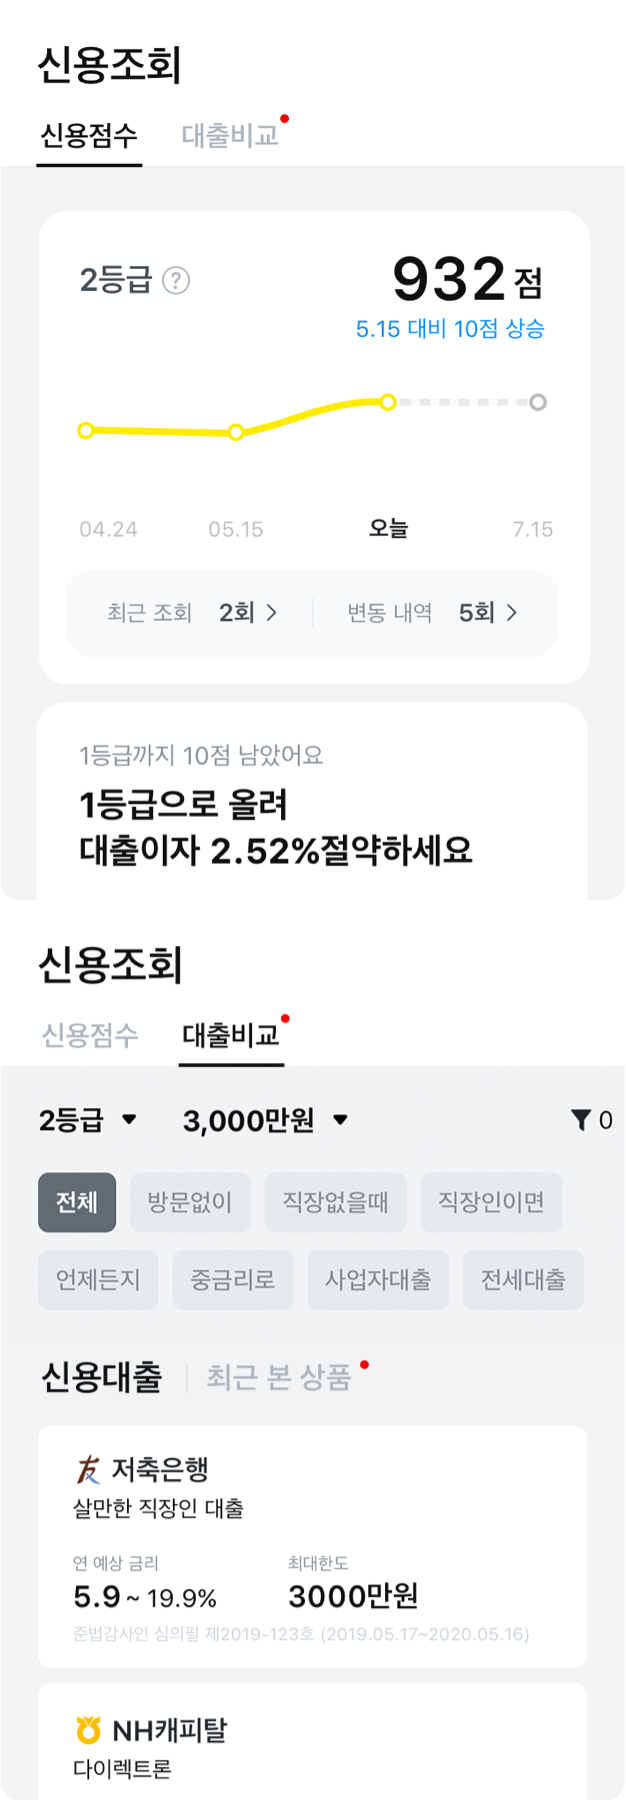 신용조회
신용점수 대출비교
2등급 ? 932점
5.15 대비 10점 상승
04.24 05.15 오늘 7.15
최근 조회 2회 > 변동 내역 5회 >
1등급까지 10점 남았어요
1등급으로 올려
대출이자 2.52%절약하세요
신용조회
신용점수 대출비교
2등급 3,000만원 0
전체 방문없이 직장없을때 직장인이면
언제든지 중금리로 사업자대출 전세대출
신용대출 최근 본 상품
友 저축은행
살만한 직장인 대출
연 예상 금리 최대한도
5.9 ~ 19.9% 3000만원
준법감사인 심의필 제2019-123호 (2019.05.17~2020.05.16)
NH캐피탈
다이렉트론